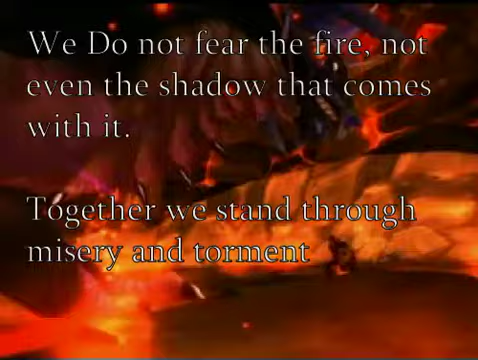 We Do not fear the fire, not
even the shadow that comes
with it.
Together we stand through
misery and torment